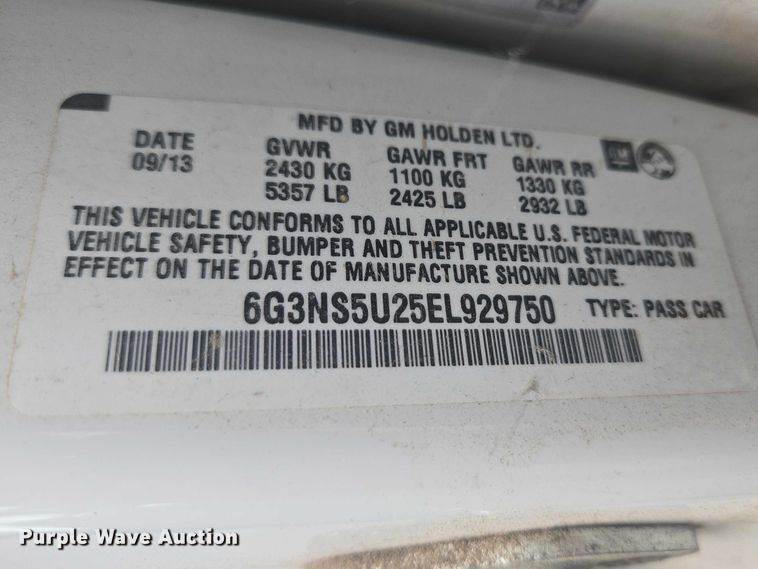 MFD BY GM HOLDEN LTD.
DATE GVWR GAWR FRT GAWR RR
09/13 2430 KG 1100 KG 1330 KG
5357 LB 2425 LB 2932 LB
GM
THIS VEHICLE CONFORMS TO ALL APPLICABLE U.S. FEDERAL MOTOR
VEHICLE SAFETY, BUMPER AND THEFT PREVENTION STANDARDS IN
EFFECT ON THE DATE OF MANUFACTURE SHOWN ABOVE.
6G3NS5U25EL929750 TYPE: PASS CAR
Purple Wave Auction